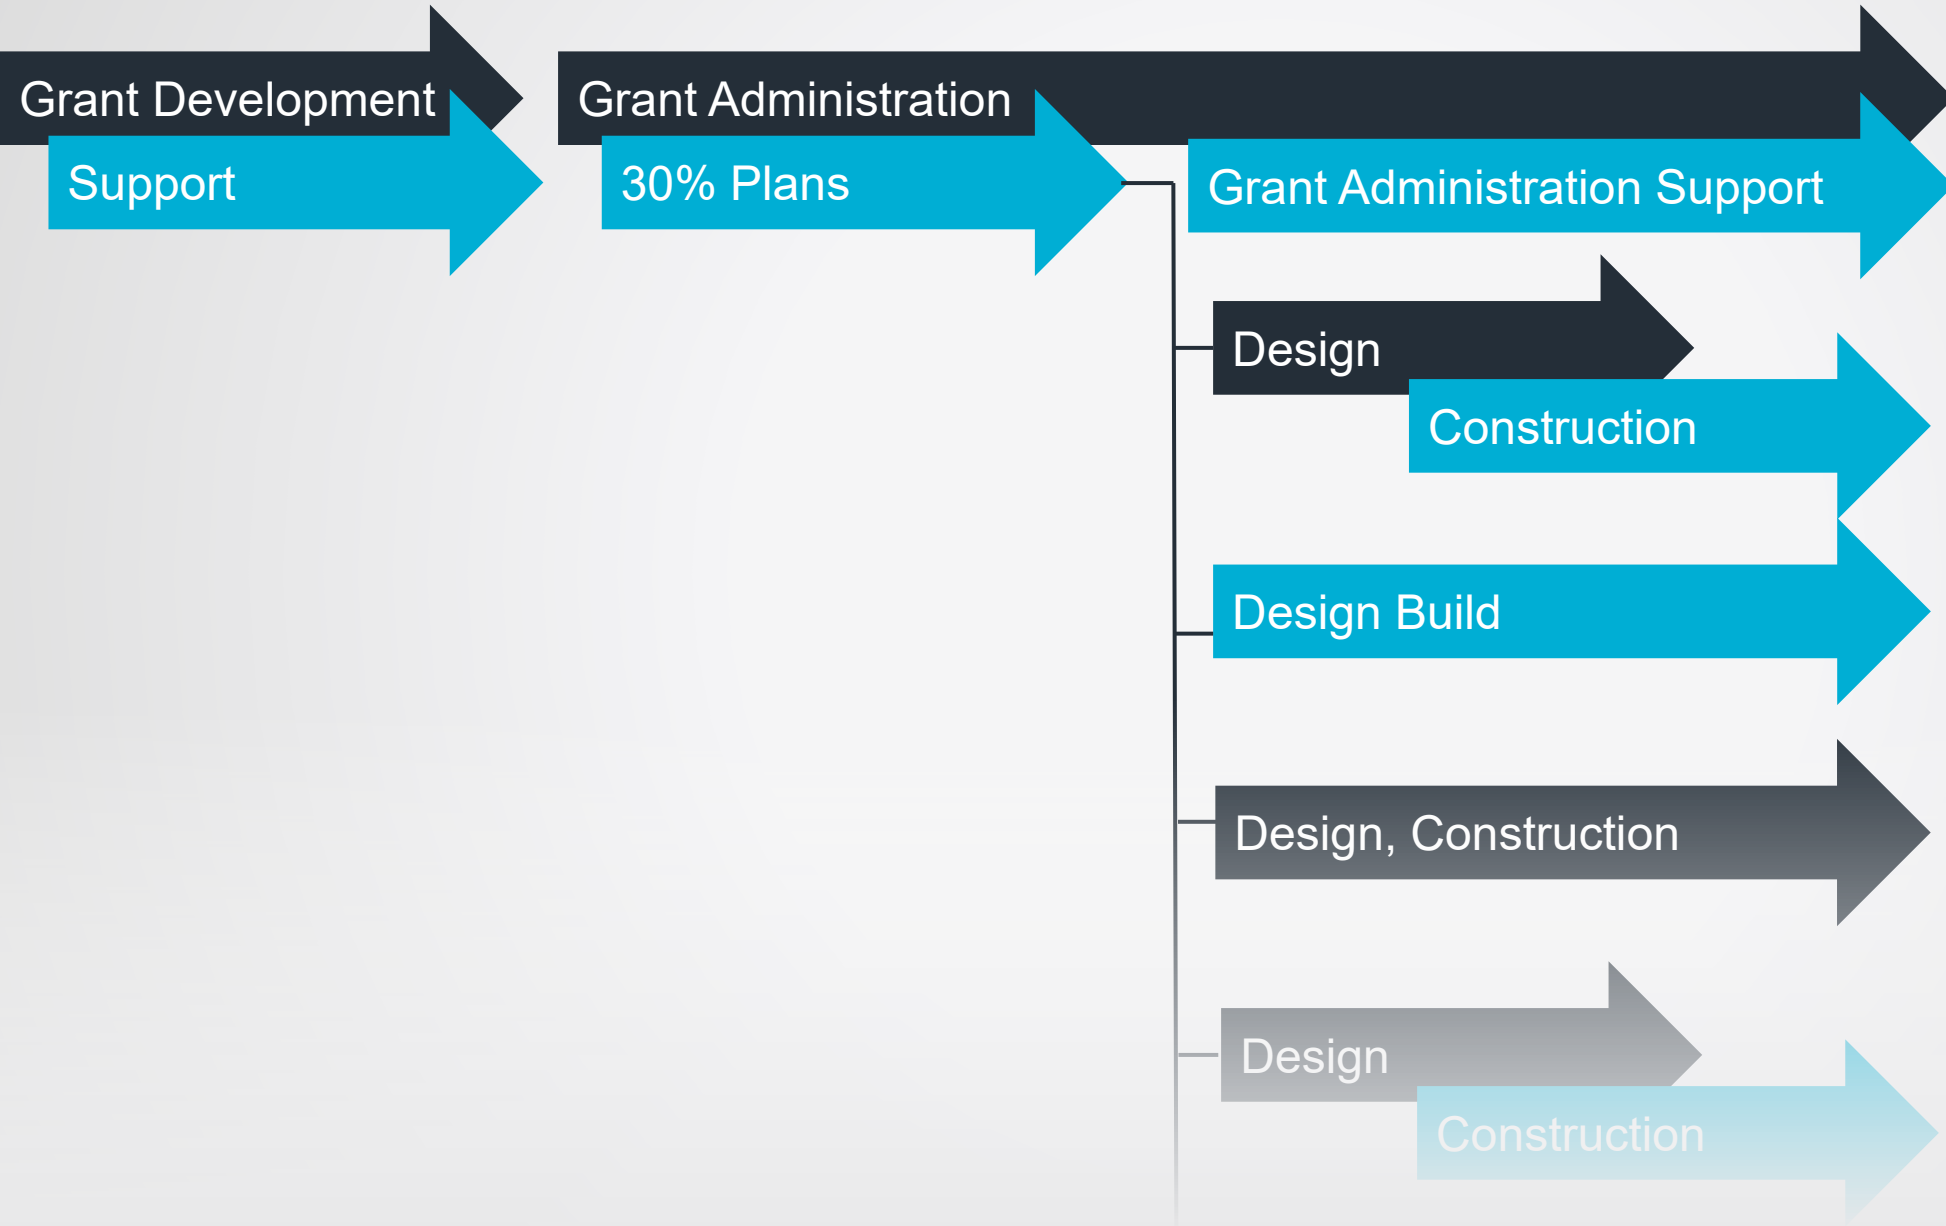 Grant Development
Grant Administration
Support
30% Plans
Grant Administration Support
Design
Construction
Design Build
Design, Construction
Design
Construction